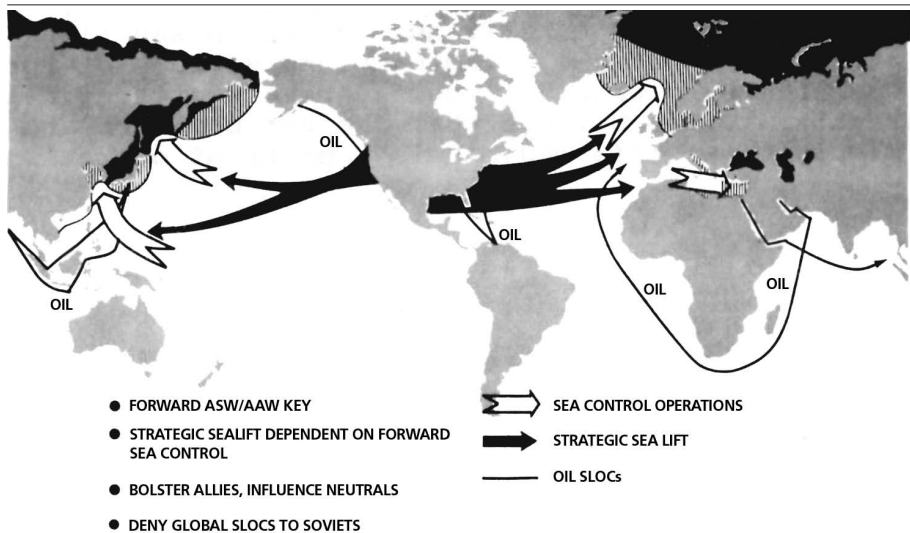 OIL
OIL
OIL
OIL
OIL
● FORWARD ASW/AAW KEY
● STRATEGIC SEALIFT DEPENDENT ON FORWARD
SEA CONTROL
● BOLSTER ALLIES, INFLUENCE NEUTRALS
● DENY GLOBAL SLOCS TO SOVIETS
SEA CONTROL OPERATIONS
STRATEGIC SEA LIFT
OIL SLOCs